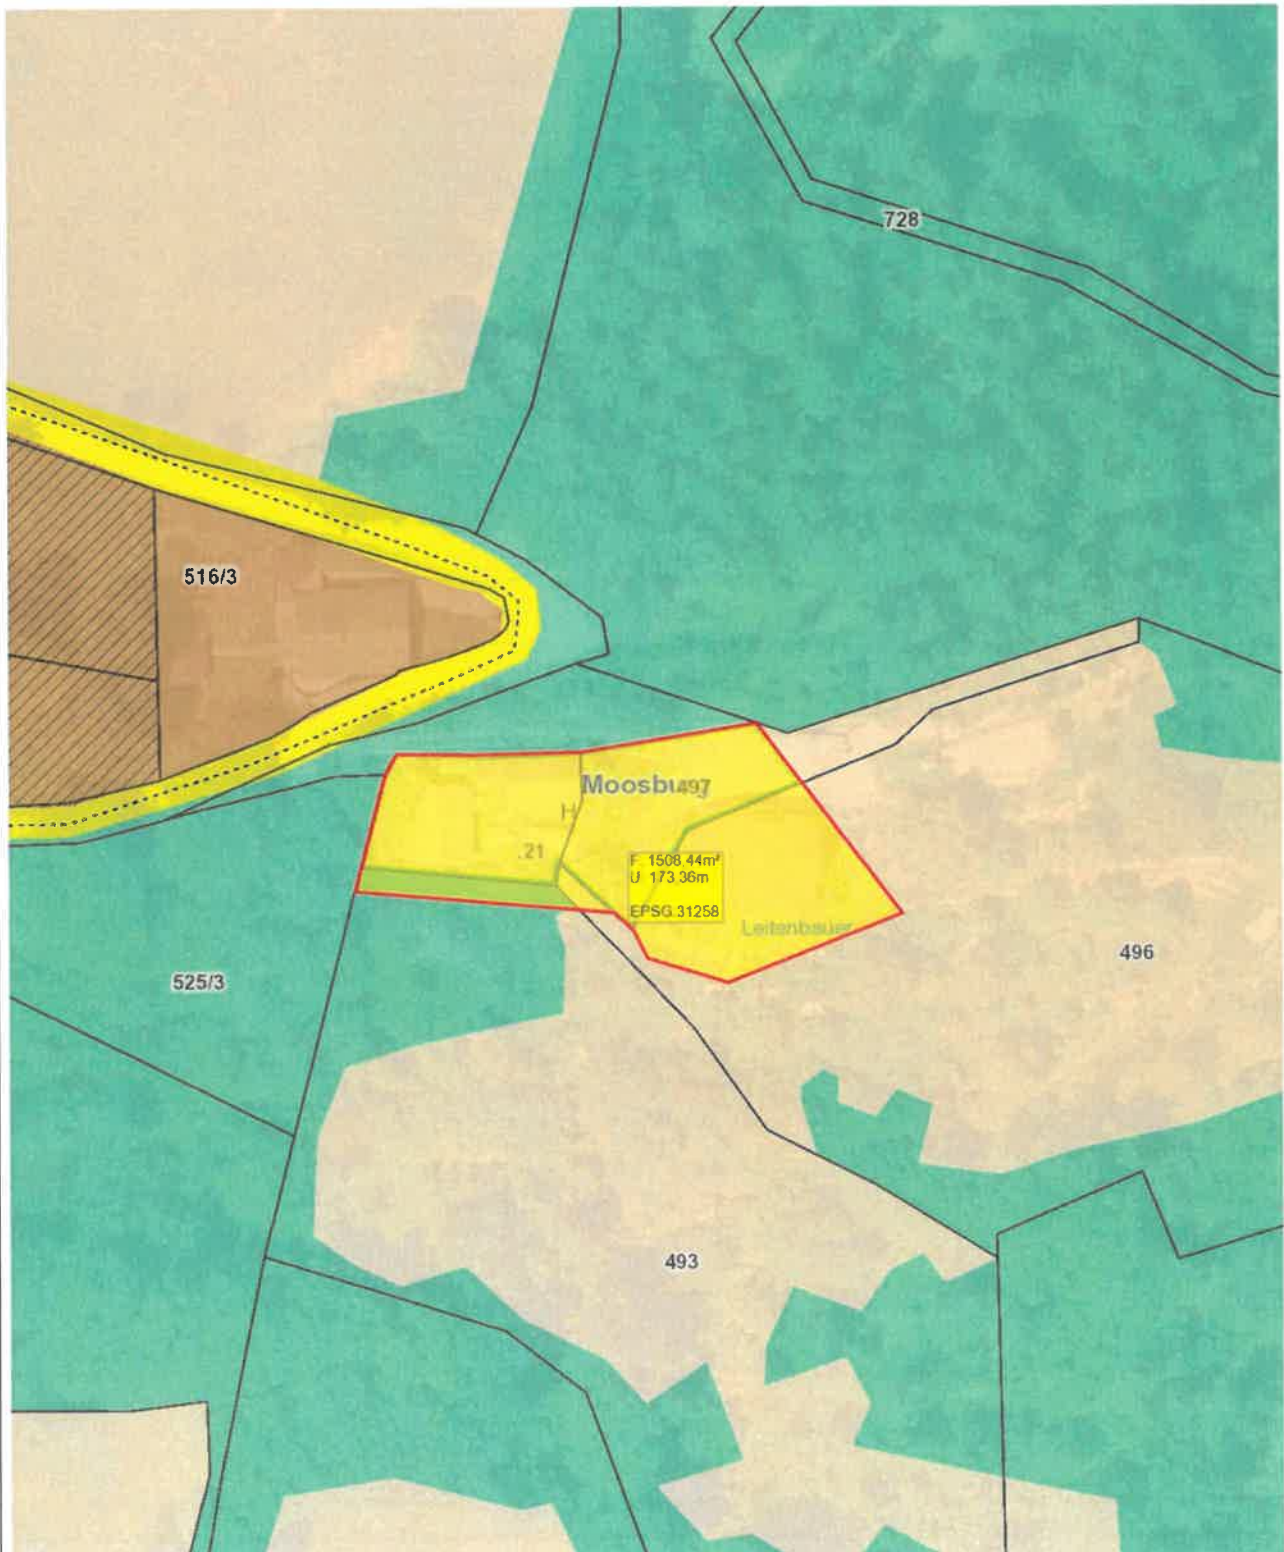 728
516/3
Moosbu497
H
.21
F: 1508,44m²
U: 173,36m
EPSG:31258
Leitenbauer
496
525/3
493